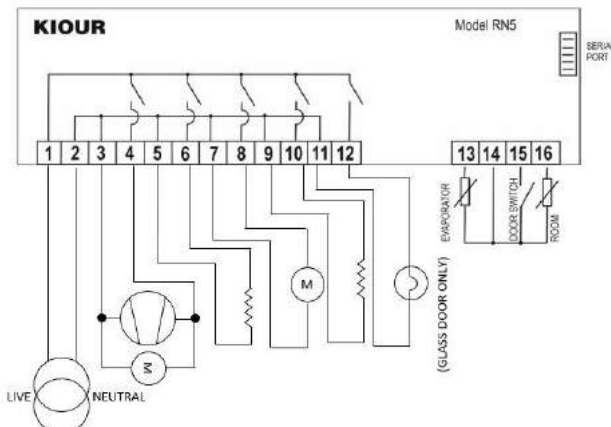 KIOUR
Model RN5
SERIA
PORT
1 2 3 4 5 6 7 8 9 10 11 12
13 14 15 16
EVAPORATOR
DOOR SWITCH
ROOM
M
M
(GLASS DOOR ONLY)
LIVE
NEUTRAL